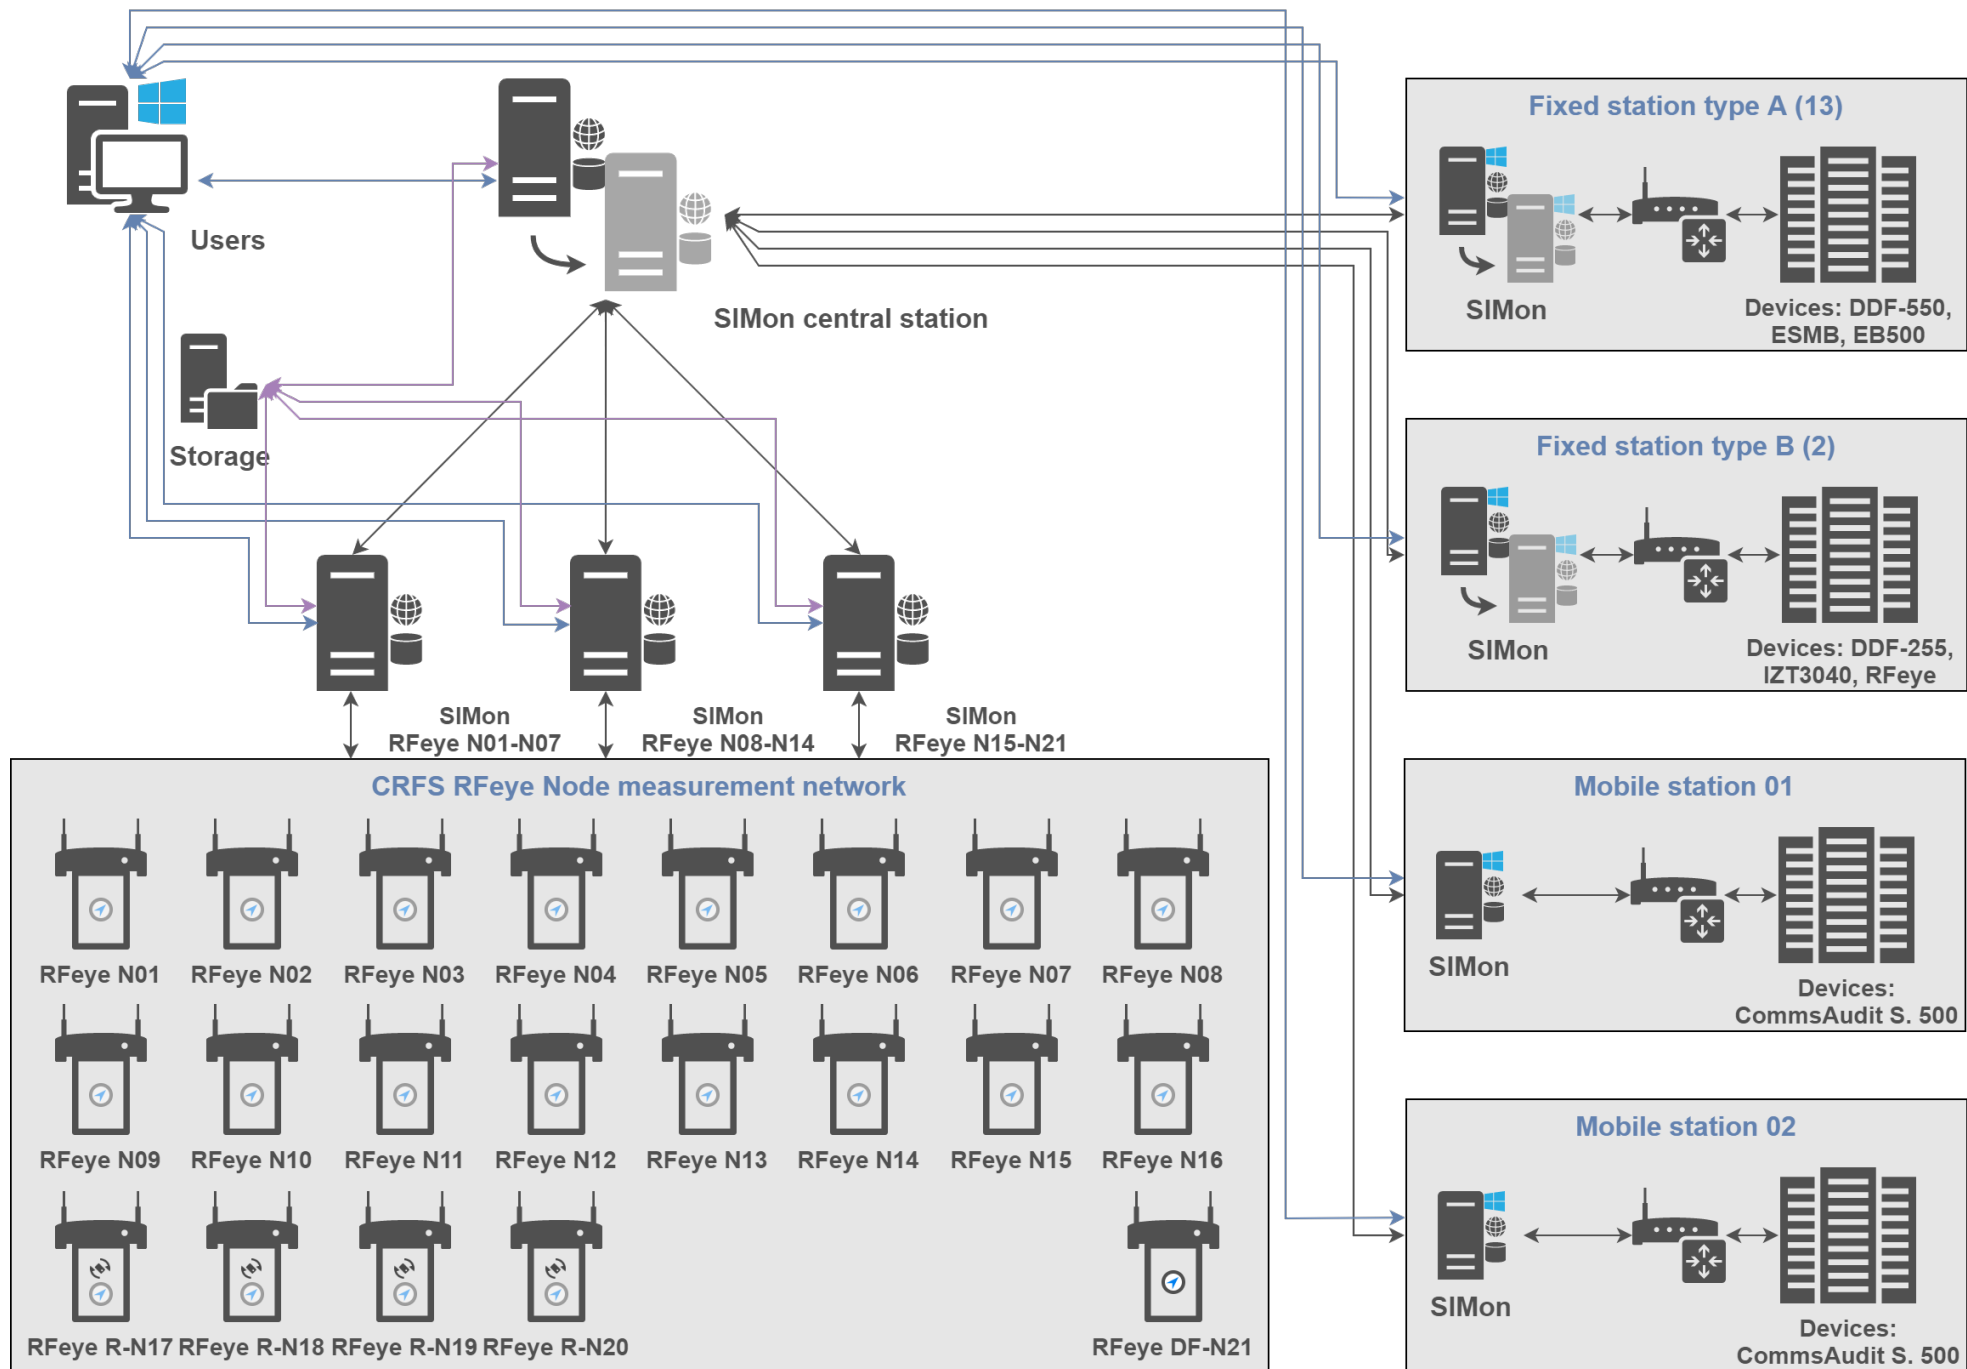 Users
SIMon central station
Storage
SIMon
RFeye N01-N07
SIMon
RFeye N08-N14
SIMon
RFeye N15-N21
CRFS RFeye Node measurement network
RFeye N01
RFeye N02
RFeye N03
RFeye N04
RFeye N05
RFeye N06
RFeye N07
RFeye N08
RFeye N09
RFeye N10
RFeye N11
RFeye N12
RFeye N13
RFeye N14
RFeye N15
RFeye N16
RFeye R-N17
RFeye R-N18
RFeye R-N19
RFeye R-N20
RFeye DF-N21
Fixed station type A (13)
SIMon
Devices: DDF-550,
ESMB, EB500
Fixed station type B (2)
SIMon
Devices: DDF-255,
IZT3040, RFeye
Mobile station 01
SIMon
Devices:
CommsAudit S. 500
Mobile station 02
SIMon
Devices:
CommsAudit S. 500